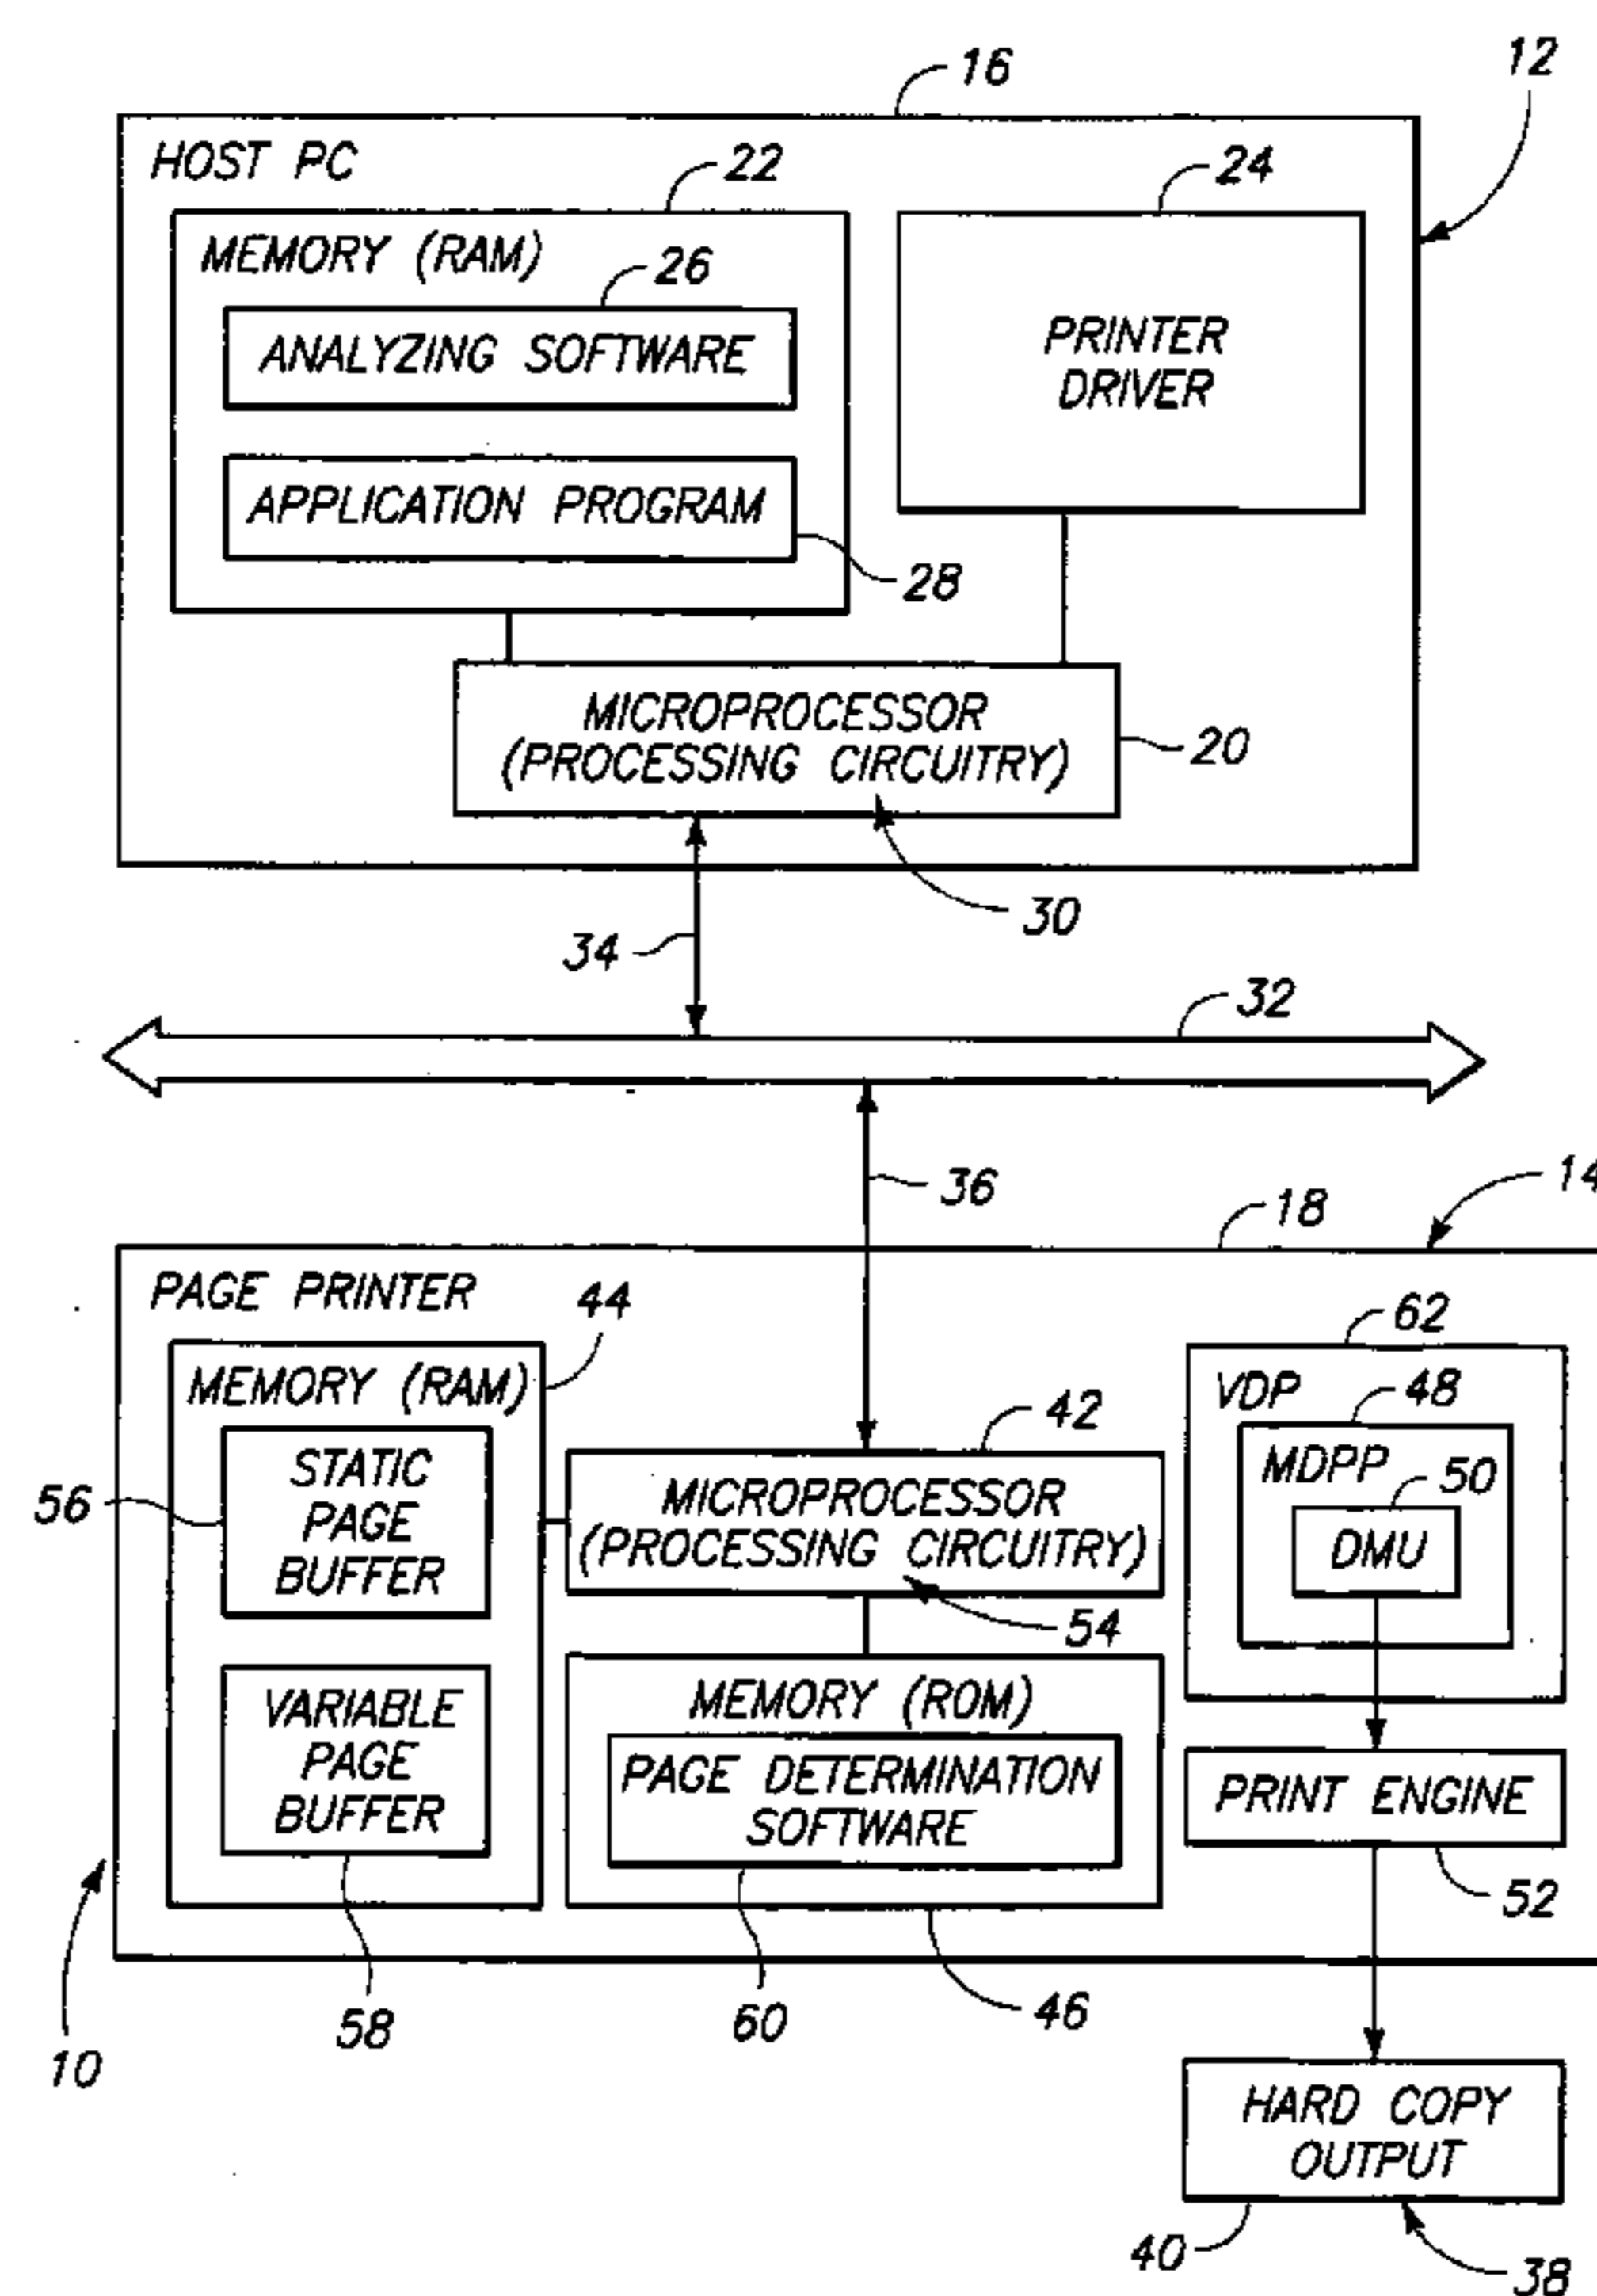 16
12
HOST PC
22
24
MEMORY (RAM)
26
ANALYZING SOFTWARE
PRINTER
DRIVER
APPLICATION PROGRAM
28
MICROPROCESSOR
(PROCESSING CIRCUITRY)
20
30
34
32
36
18
14
PAGE PRINTER
44
62
MEMORY (RAM)
VDP
48
42
STATIC
PAGE
BUFFER
56
MICROPROCESSOR
(PROCESSING CIRCUITRY)
MDPP
50
DMU
54
VARIABLE
PAGE
BUFFER
MEMORY (ROM)
PAGE DETERMINATION
SOFTWARE
PRINT ENGINE
52
58
60
46
10
HARD COPY
OUTPUT
40
38